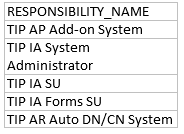 RESPONSIBILITY_NAME
TIP AP Add-on System
TIP IA System
Administrator
TIP IA SU
TIP IA Forms SU
TIP AR Auto DN/CN System